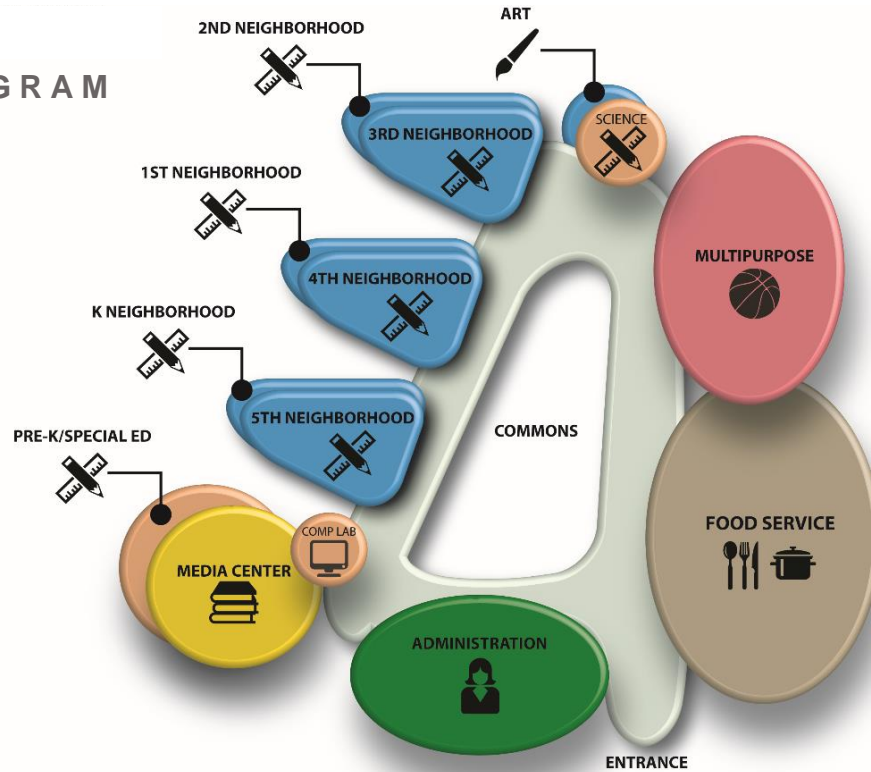 ART
2ND NEIGHBORHOOD
GRAM
SCIENCE
3RD NEIGHBORHOOD
1ST NEIGHBORHOOD
MULTIPURPOSE
4TH NEIGHBORHOOD
K NEIGHBORHOOD
5TH NEIGHBORHOOD
COMMONS
PRE-K/SPECIAL ED
FOOD SERVICE
COMP LAB
MEDIA CENTER
ADMINISTRATION
ENTRANCE